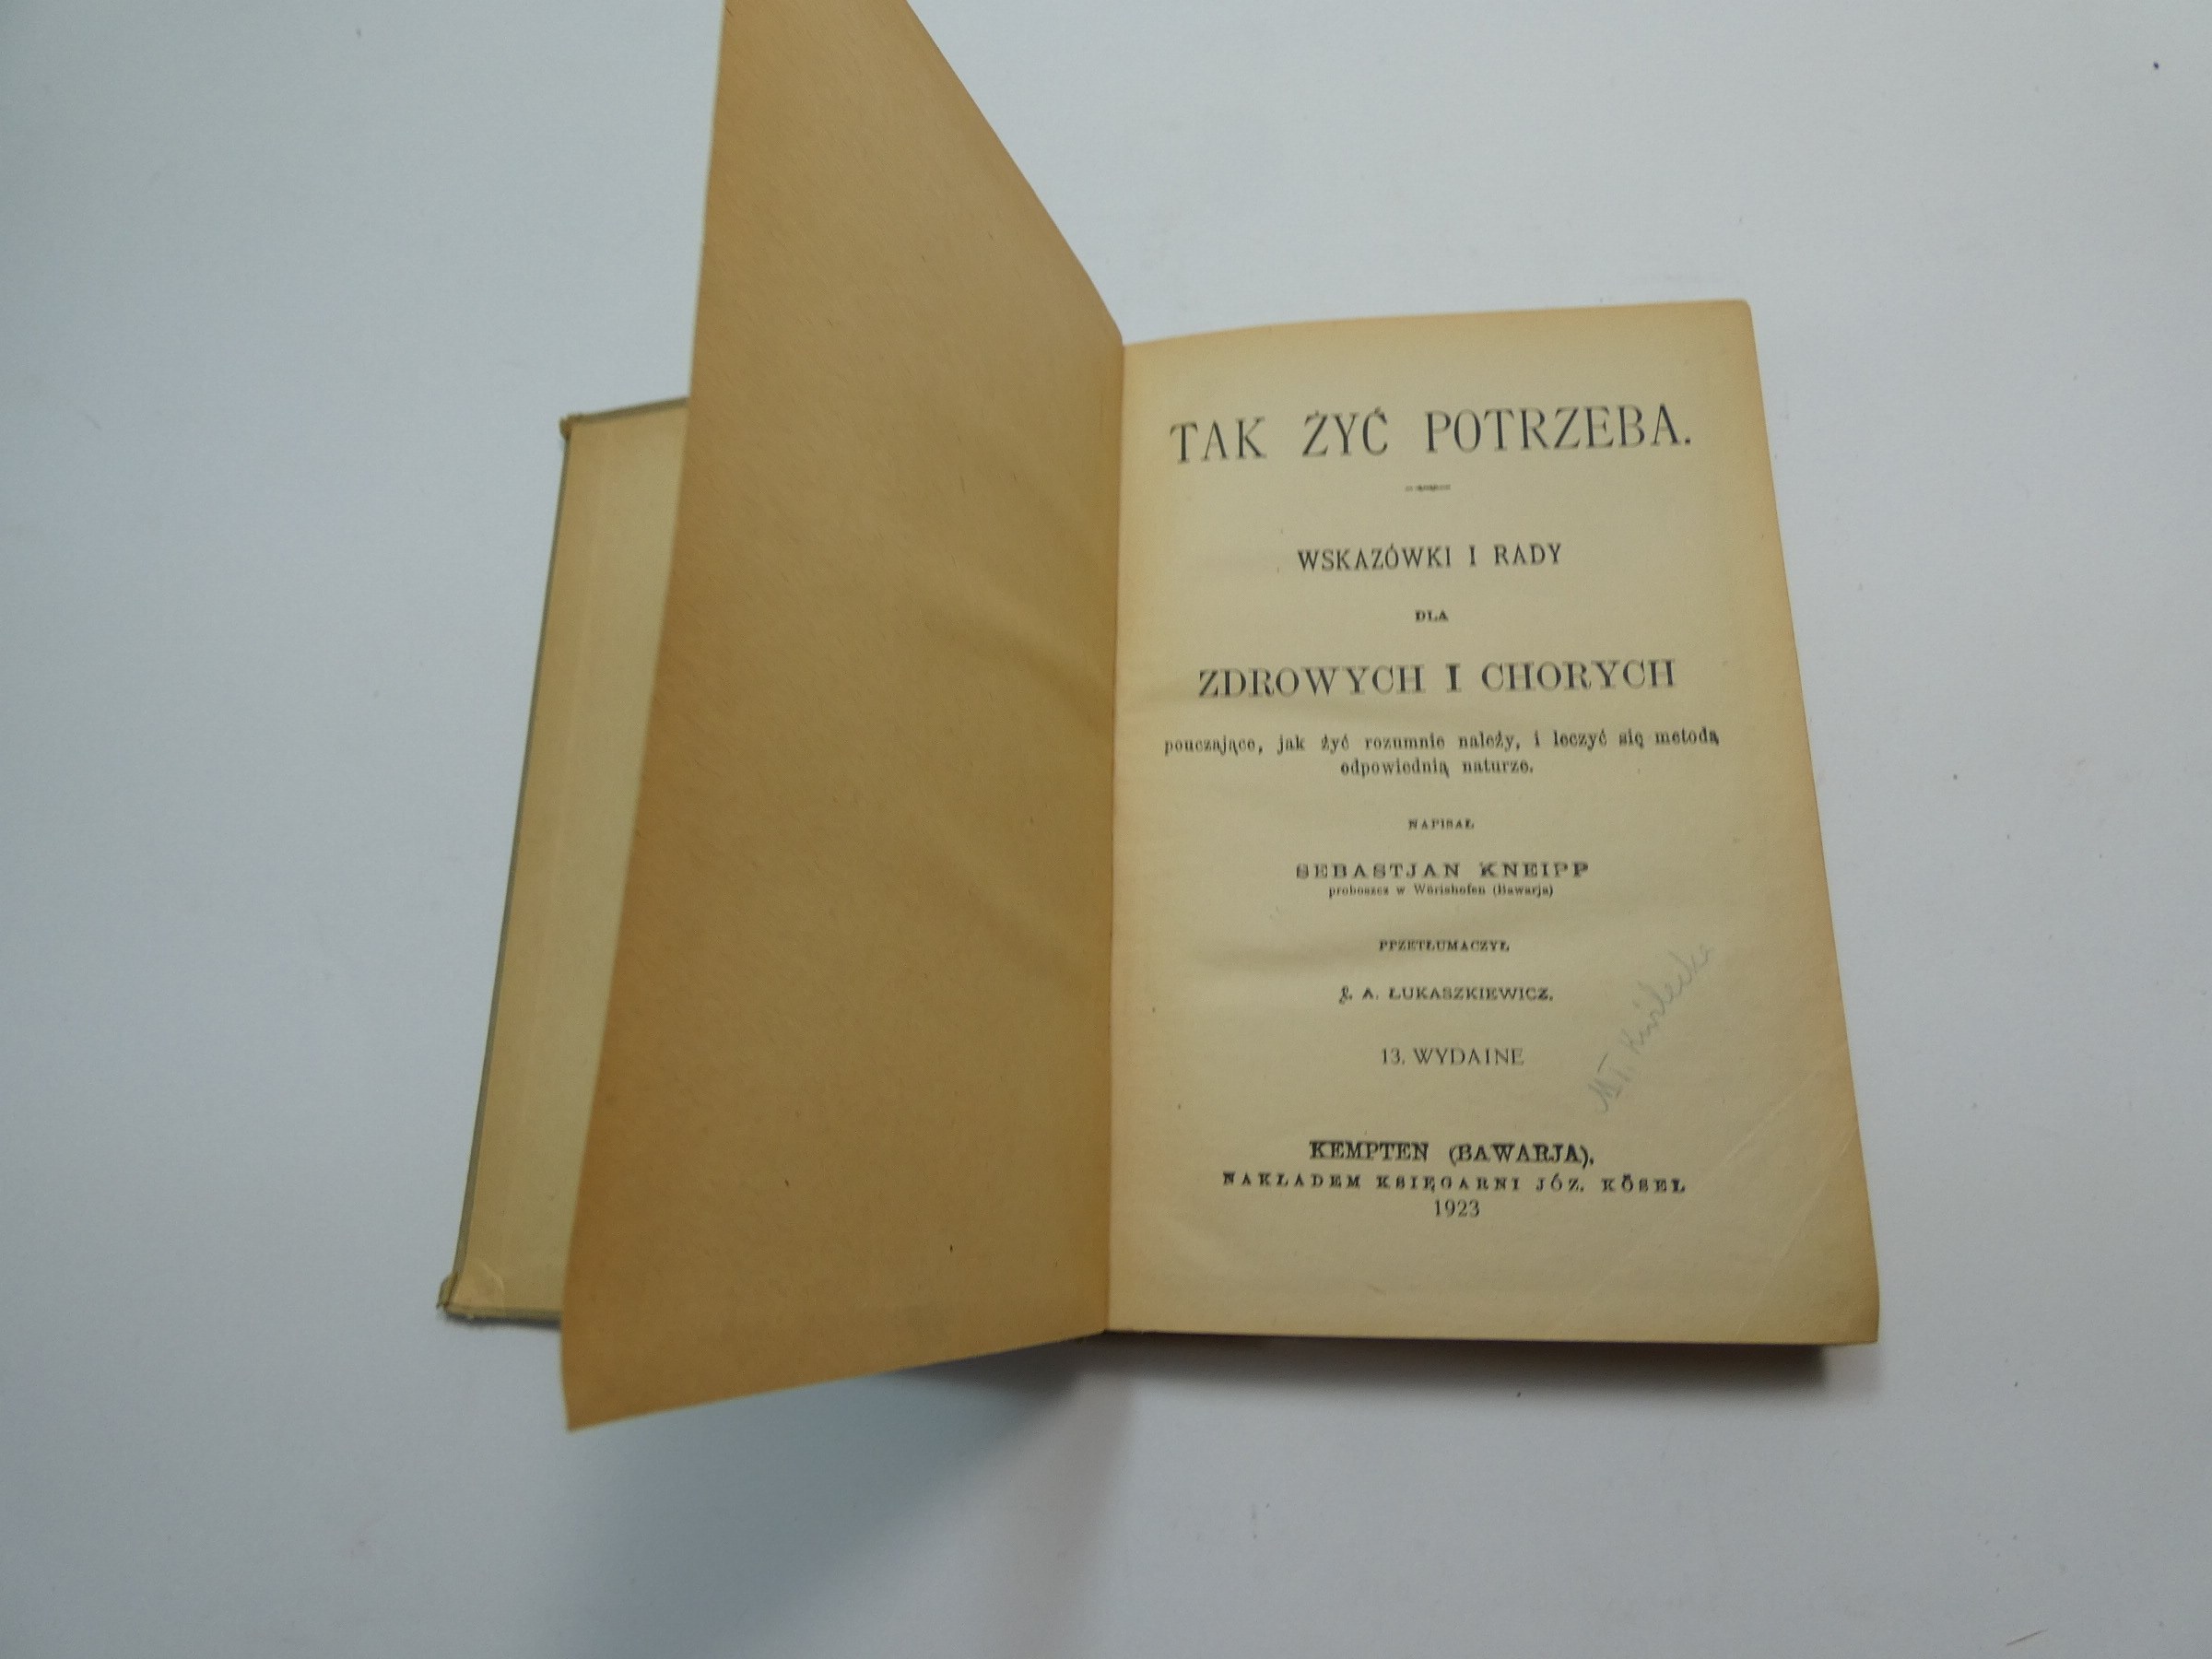 TAK ŻYĆ POTRZEBA.
WSKAZÓWKI I RADY
DLA
ZDROWYCH I CHORYCH
pouczające, jak żyć rozumnie należy, i leczyć się metodą
odpowiednią naturze.
NAPISAŁ
SEBASTJAN KNEIPP
proboszcz w Wörishofen (Bawarja)
PPZETŁUMACZYŁ
A. ŁUKASZKIEWICZ.
13. WYDAINE
KEMPTEN (BAWARJA),
NAKŁADEM KSIĘGARNI JÓZ. KÖSEL
1923